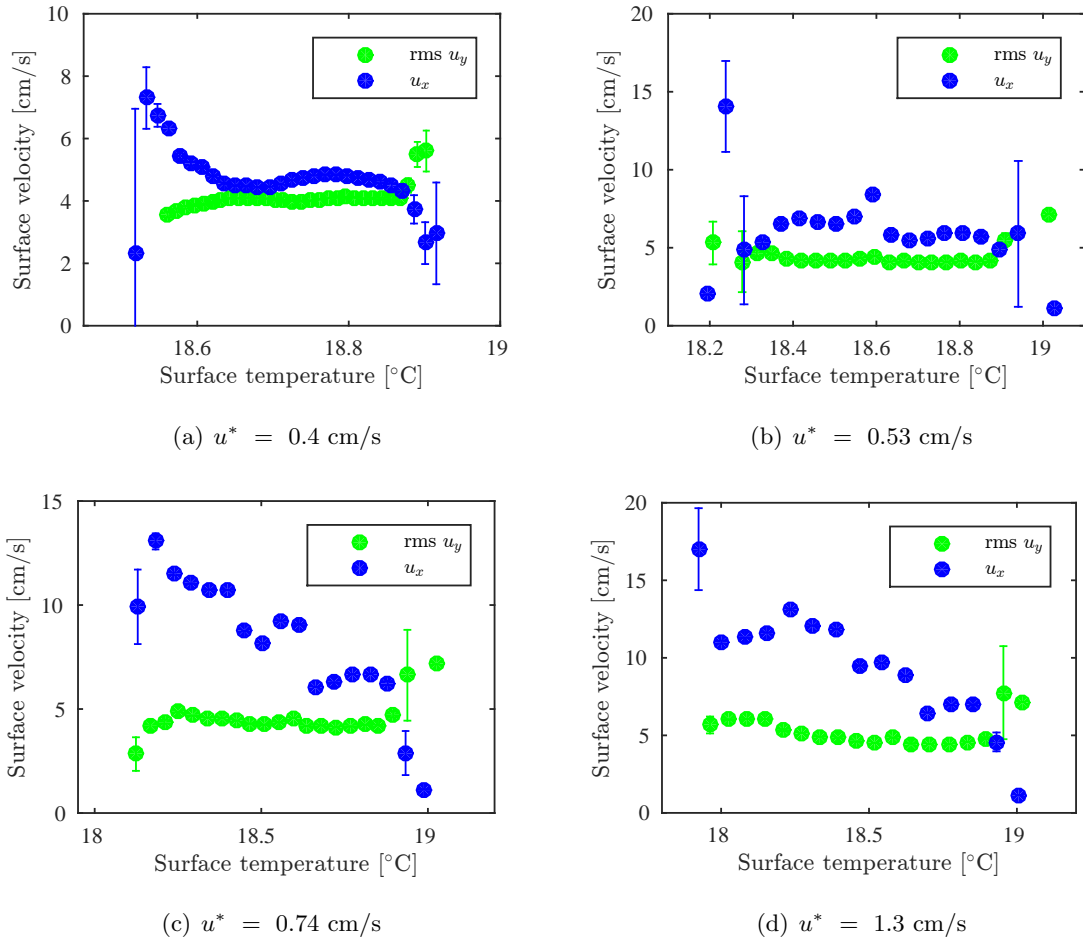 10
8
6
4
2
0
Surface velocity [cm/s]
rms u_y
u_x
18.6
18.8
19
Surface temperature [°C]
(a) u* = 0.4 cm/s
20
15
10
5
0
Surface velocity [cm/s]
rms u_y
u_x
18.2
18.4
18.6
18.8
19
Surface temperature [°C]
(b) u* = 0.53 cm/s
15
10
5
0
Surface velocity [cm/s]
rms u_y
u_x
18
18.5
19
Surface temperature [°C]
(c) u* = 0.74 cm/s
20
15
10
5
0
Surface velocity [cm/s]
rms u_y
u_x
18
18.5
19
Surface temperature [°C]
(d) u* = 1.3 cm/s